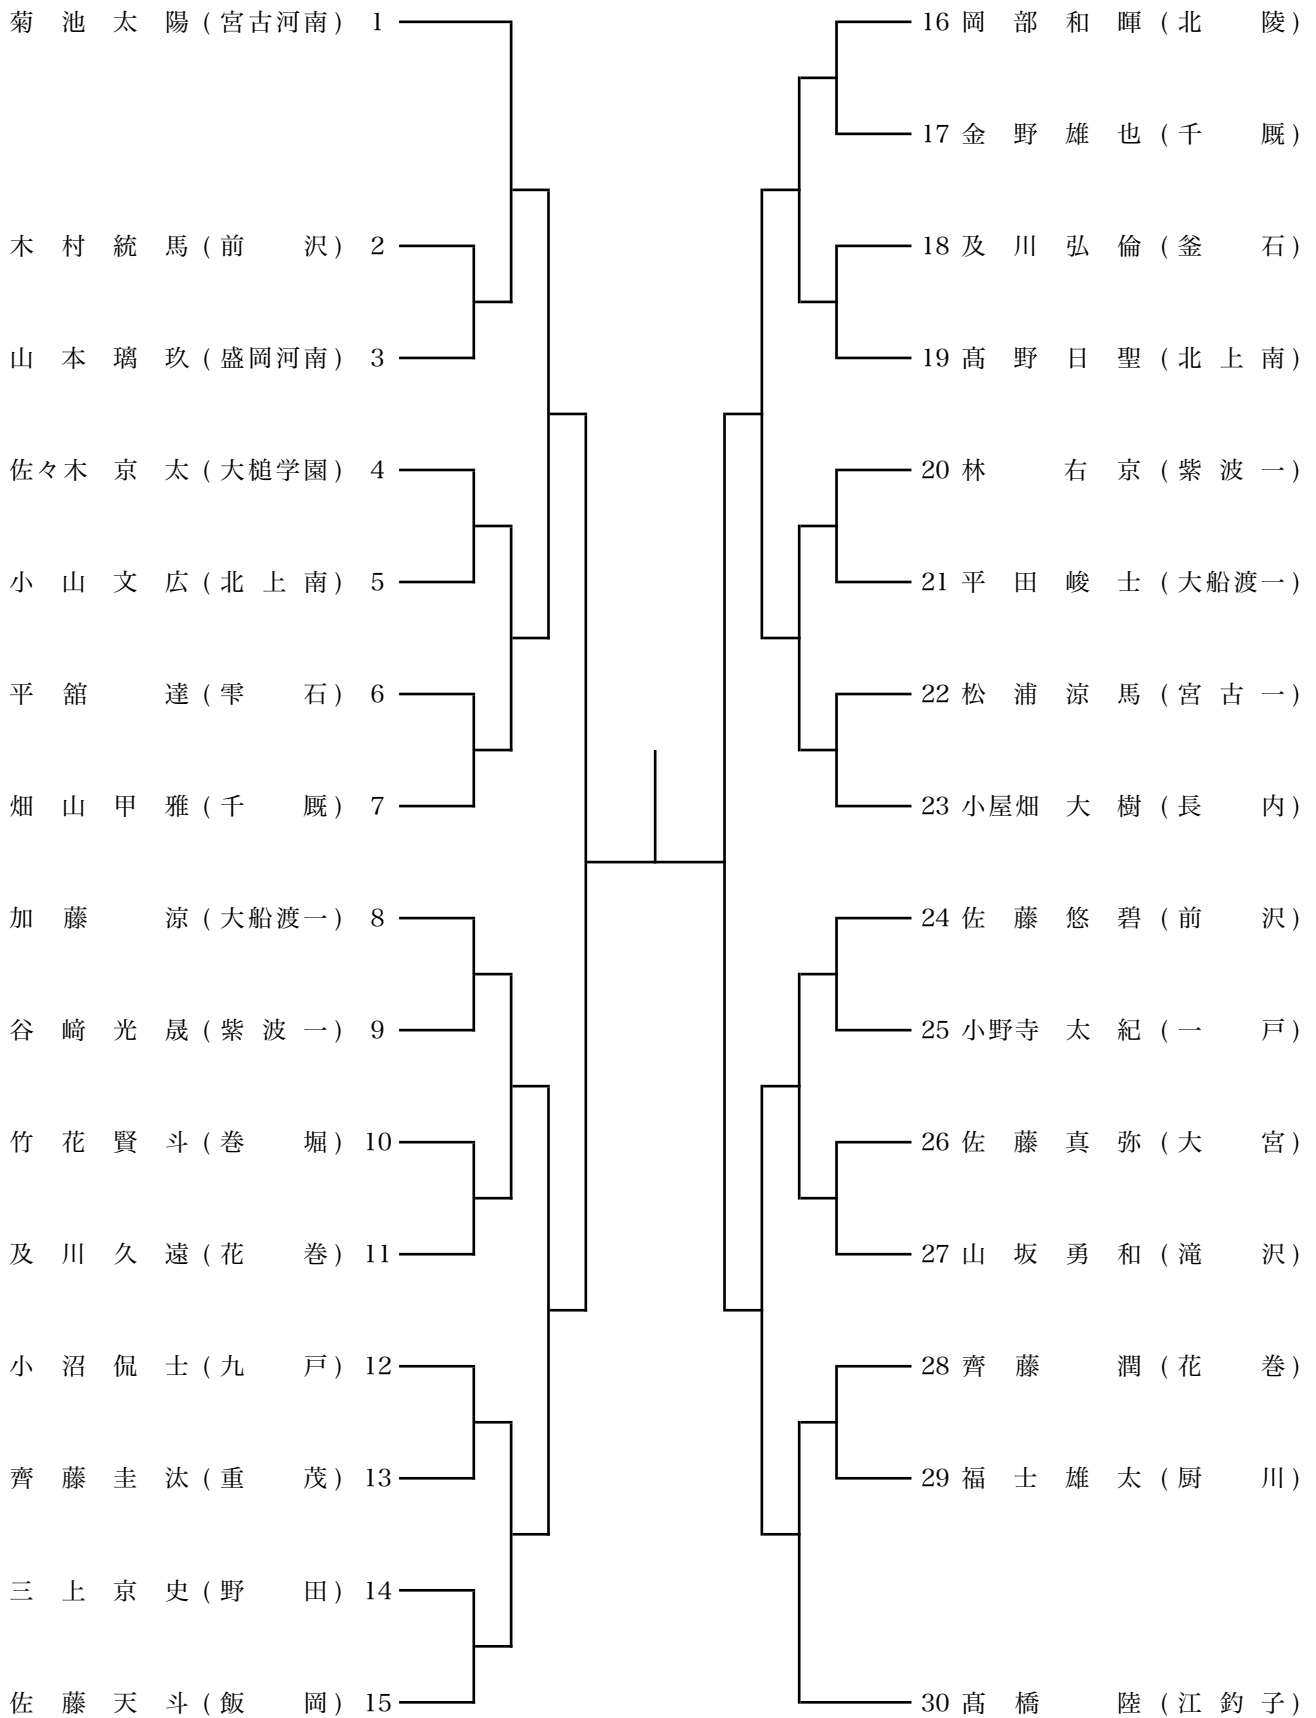 菊池太陽(宮古河南) 1
木村統馬(前沢) 2
山本璃玖(盛岡河南) 3
佐々木京太(大槌学園) 4
小山文広(北上南) 5
平舘達(雫石) 6
畑山甲雅(千厩) 7
加藤涼(大船渡一) 8
谷﨑光晟(紫波一) 9
竹花賢斗(巻堀) 10
及川久遠(花巻) 11
小沼侃士(九戸) 12
齊藤圭汰(重茂) 13
三上京史(野田) 14
佐藤天斗(飯岡) 15
16 岡部和暉(北陵)
17 金野雄也(千厩)
18 及川弘倫(釜石)
19 髙野日聖(北上南)
20 林右京(紫波一)
21 平田峻士(大船渡一)
22 松浦涼馬(宮古一)
23 小屋畑大樹(長内)
24 佐藤悠碧(前沢)
25 小野寺太紀(一戸)
26 佐藤真弥(大宮)
27 山坂勇和(滝沢)
28 齊藤潤(花巻)
29 福士雄太(厨川)
30 髙橋陸(江釣子)